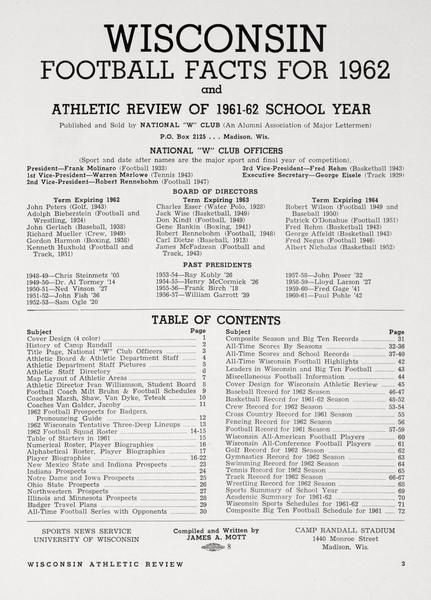 WISCONSIN
FOOTBALL FACTS FOR 1962
and
ATHLETIC REVIEW OF 1961-62 SCHOOL YEAR
Published and Sold by NATIONAL "W" CLUB (An Alumni Association of Major Lettermen)
P.O. Box 2125 . . . Madison, Wis.
NATIONAL "W" CLUB OFFICERS
(Sport and date after names are the major sport and final year of competition).
President—Frank Molinaro (Football 1933)
1st Vice-President—Warren Marlowe (Tennis 1943)
2nd Vice-President—Robert Rennebohm (Football 1947)
3rd Vice-President—Fred Rehm (Basketball 1943)
Executive Secretary—George Eisele (Track 1929)
BOARD OF DIRECTORS
Term Expiring 1962
John Peters (Golf, 1943)
Adolph Bieberstein (Football and
Wrestling, 1924)
John Gerlach (Baseball, 1938)
Richard Mueller (Crew, 1949)
Gordon Harmon (Boxing, 1938)
Kenneth Huxhold (Football and
Track, 1951)
Term Expiring 1963
Charles Eser (Water Polo, 1928)
Jack Wise (Basketball, 1949)
Don Kindt (Football, 1949)
Gene Rankin (Boxing, 1941)
Robert Rennebohm (Football, 1948)
Carl Dietze (Baseball, 1913)
James McFadzean (Football and
Track, 1943)
Term Expiring 1964
Robert Wilson (Football 1949 and
Baseball 1950)
Patrick O'Donahue (Football 1951)
Fred Rehm (Basketball 1943)
George Affeldt (Basketball 1943)
Fred Negus (Football 1946)
Albert Nicholas (Basketball 1952)
PAST PRESIDENTS
1948-49—Chris Steinmetz '05
1949-50—Dr. Al Tormey '14
1950-51—Ned Vinson '27
1951-52—John Fish '36
1952-53—Sam Ogle '20
1953-54—Ray Kubly '26
1954-55—Henry McCormick '26
1955-56—Frank Birch '18
1956-57—William Garrott '39
1957-58—John Poser '32
1958-59—Lloyd Larson '27
1959-60—Fred Gage '41
1960-61—Paul Pohle '42
TABLE OF CONTENTS
Subject Page
Cover Design (4 color) 1
History of Camp Randall 2
Title Page, National "W" Club Officers 3
Athletic Board & Athletic Department Staff 4
Athletic Department Staff Pictures 5
Athletic Staff Directory 6
Map Layout of Athletic Areas 7
Athletic Director Ivan Williamson, Student Board 8
Football Coach Milt Bruhn & Football Schedules 9
Coaches Marsh, Shaw, Van Dyke, Teteak 10
Coaches Van Galder, Jacoby 11
1962 Football Prospects for Badgers,
Pronouncing Guide 12
1962 Wisconsin Tentative Three-Deep Lineups 13
1962 Football Squad Roster 14-15
Table of Starters in 1961 15
Numerical Roster, Player Biographies 16
Alphabetical Roster, Player Biographies 17
Player Biographies 16-22
New Mexico State and Indiana Prospects 23
Indiana Prospects 24
Notre Dame and Iowa Prospects 25
Ohio State Prospects 26
Northwestern Prospects 27
Illinois and Minnesota Prospects 28
Badger Travel Plans 29
All-Time Football Series with Opponents 30
Subject Page
Composite Season and Big Ten Records 31
All-Time Scores By Seasons 32-36
All-Time Scores and School Records 37-40
All-Time Wisconsin Football Highlights 42
Leaders in Wisconsin and Big Ten Football 43
Miscellaneous Football Information 44
Cover Design for Wisconsin Athletic Review 45
Baseball Record for 1962 Season 46-47
Basketball Record for 1961-62 Season 48-52
Crew Record for 1962 Season 53-54
Cross Country Record for 1961 Season 55
Fencing Record for 1962 Season 56
Football Record for 1961 Season 57-59
Wisconsin All-American Football Players 60
Wisconsin All-Conference Football Players 61
Golf Record for 1962 Season 62
Gymnastics Record for 1962 Season 63
Swimming Record for 1962 Season 64
Tennis Record for 1962 Season 65
Track Record for 1962 Season 66-67
Wrestling Record for 1962 Season 68
Sports Summary of School Year 69
Academic Summary for 1961-62 70
Wisconsin Sports Schedules for 1961-62 71
Composite Big Ten Football Schedule for 1961 72
SPORTS NEWS SERVICE
UNIVERSITY OF WISCONSIN
Compiled and Written by
JAMES A. MOTT
8
CAMP RANDALL STADIUM
1440 Monroe Street
Madison, Wis.
WISCONSIN ATHLETIC REVIEW 3